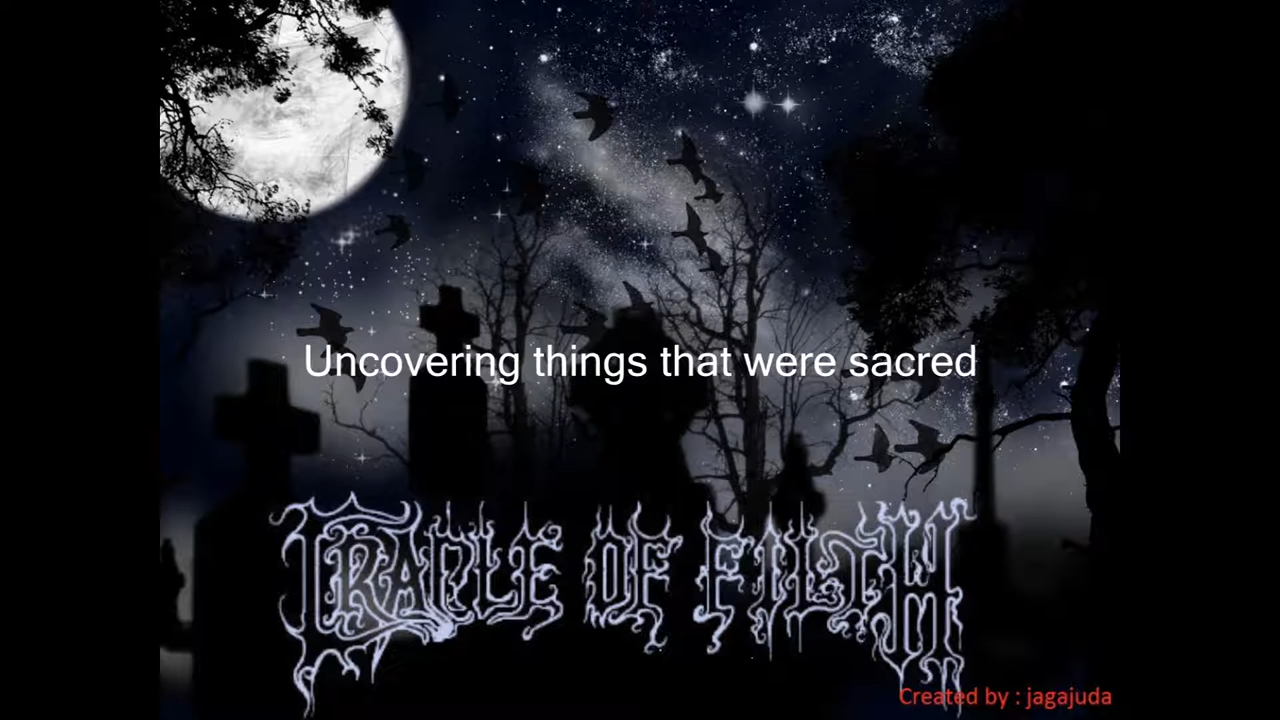 Uncovering things that were sacred
CRADLE OF FILTH
Created by : jagajuda